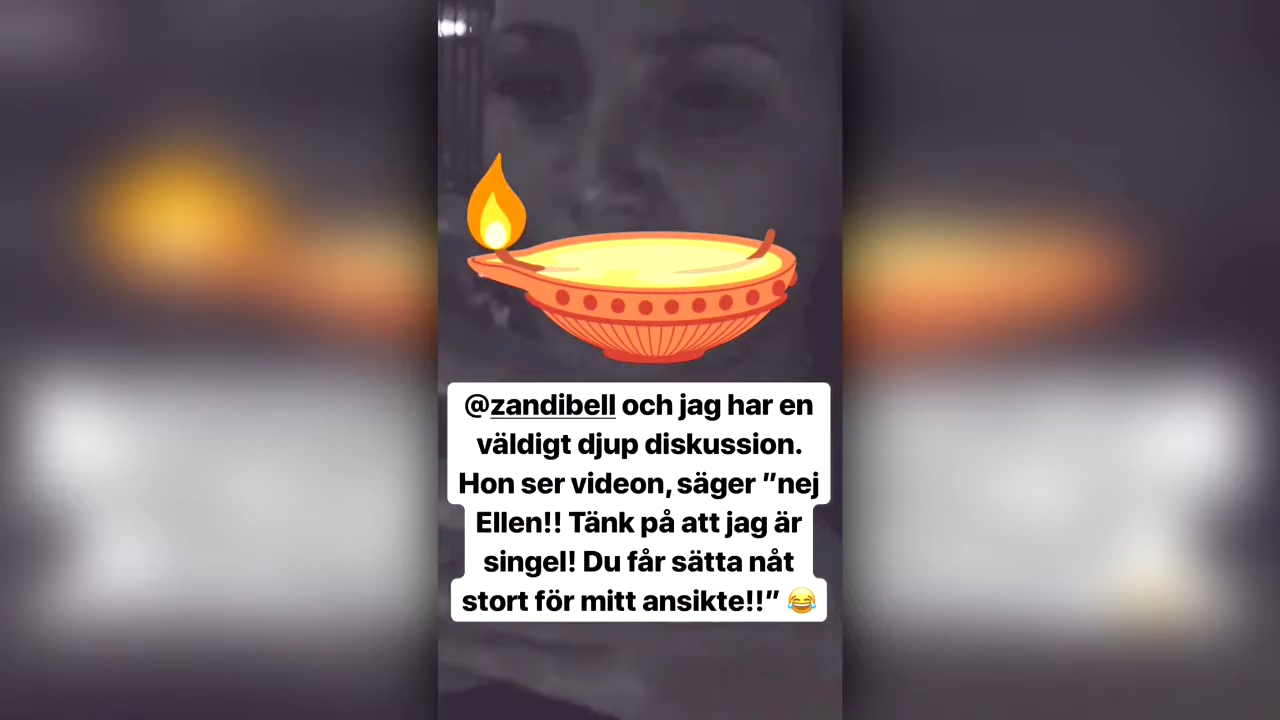 @zandibell och jag har en
väldigt djup diskussion.
Hon ser videon, säger ”nej
Ellen!! Tänk på att jag är
singel! Du får sätta nåt
stort för mitt ansikte!!” 😂